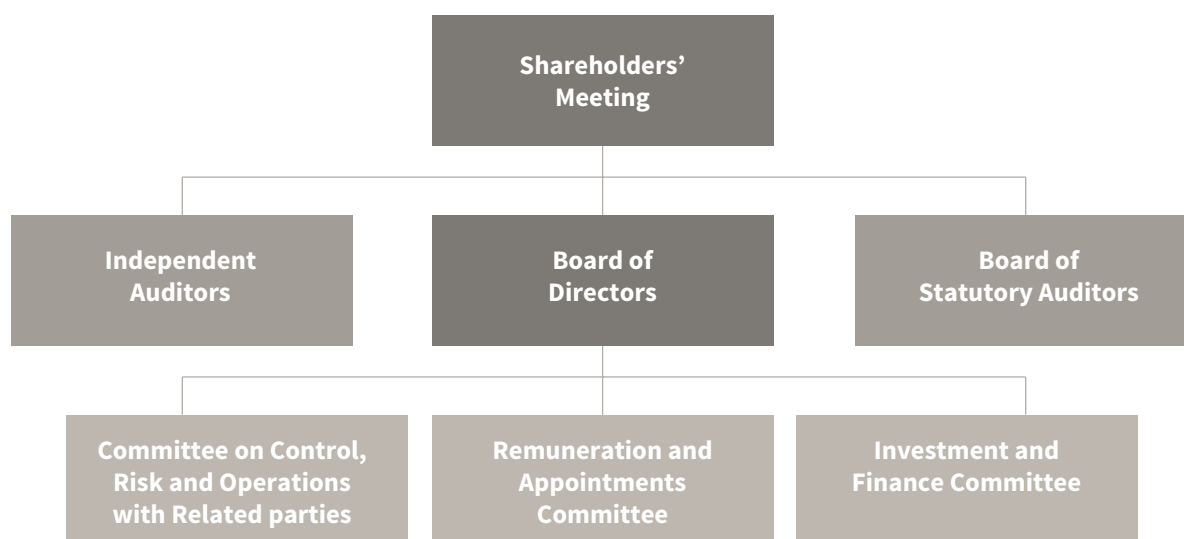 Shareholders’
Meeting
Independent
Auditors
Board of
Directors
Board of
Statutory Auditors
Committee on Control,
Risk and Operations
with Related parties
Remuneration and
Appointments
Committee
Investment and
Finance Committee